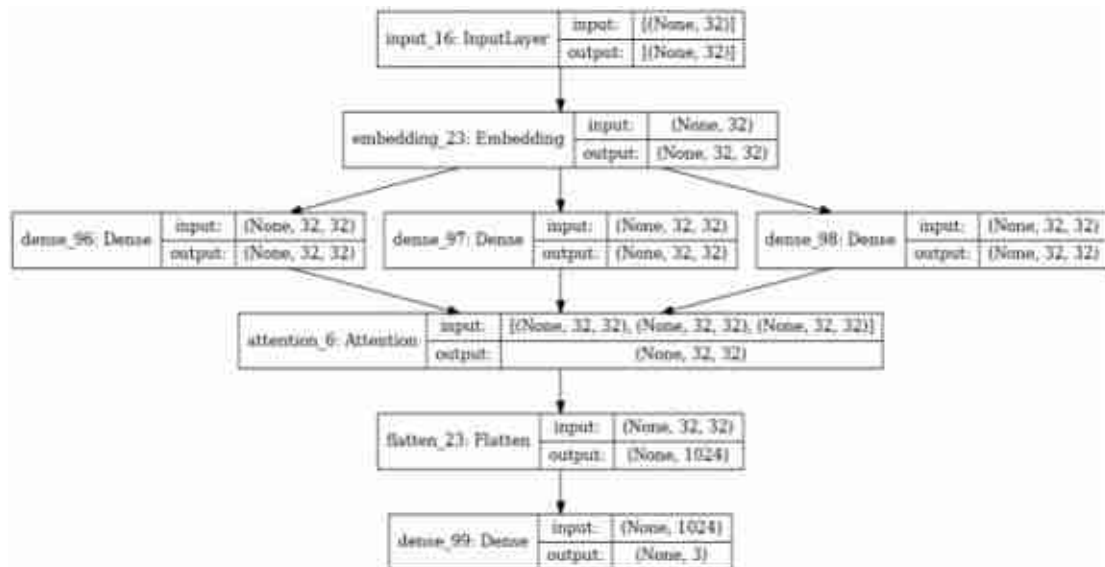 input_16: InputLayer
input: [(None, 32)]
output: [(None, 32)]
embedding_23: Embedding
input: (None, 32)
output: (None, 32, 32)
dense_96: Dense
input: (None, 32, 32)
output: (None, 32, 32)
dense_97: Dense
input: (None, 32, 32)
output: (None, 32, 32)
dense_98: Dense
input: (None, 32, 32)
output: (None, 32, 32)
attention_6: Attention
input: [(None, 32, 32), (None, 32, 32), (None, 32, 32)]
output: (None, 32, 32)
flatten_23: Flatten
input: (None, 32, 32)
output: (None, 1024)
dense_99: Dense
input: (None, 1024)
output: (None, 3)